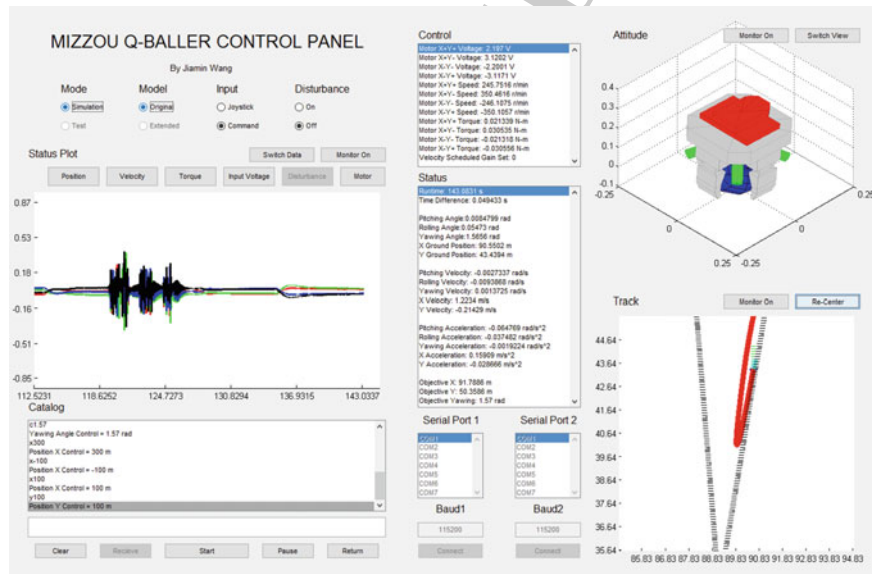 MIZZOU Q-BALLER CONTROL PANEL
By Jiamin Wang
Mode Model Input Disturbance
Simulation Original Joystick On
Test Extended Command Off
Status Plot Switch Data Monitor On
Position Velocity Torque Input Voltage Disturbance Motor
0.87
0.53
0.18
-0.16
-0.51
-0.85
112.5231 118.6252 124.7273 130.8294 136.9315 143.0337
Catalog
c1.57
Yawing Angle Control = 1.57 rad
x300
Position X Control = 300 m
x-100
Position X Control = -100 m
x100
Position X Control = 100 m
y100
Position Y Control = 100 m
Clear Receive Start Pause Return
Control
Motor X+Y+ Voltage: 2.197 V
Motor X+Y- Voltage: 3.1202 V
Motor X-Y- Voltage: -2.2001 V
Motor X-Y+ Voltage: -3.1171 V
Motor X+Y+ Speed: 245.7516 r/min
Motor X+Y- Speed: 350.4616 r/min
Motor X-Y- Speed: -246.1075 r/min
Motor X-Y+ Speed: -350.1057 r/min
Motor X+Y+ Torque: 0.021339 N-m
Motor X+Y- Torque: 0.030535 N-m
Motor X-Y- Torque: -0.021318 N-m
Motor X-Y+ Torque: -0.030556 N-m
Velocity Scheduled Gain Set: 0
Status
Runtime: 143.0831 s
Time Difference: 0.049433 s
Pitching Angle:0.0084799 rad
Rolling Angle:0.05473 rad
Yawing Angle:1.5656 rad
X Ground Position: 90.5502 m
Y Ground Position: 43.4394 m
Pitching Velocity: -0.0027337 rad/s
Rolling Velocity: -0.0093868 rad/s
Yawing Velocity: 0.0013725 rad/s
X Velocity: 1.2234 m/s
Y Velocity: -0.21429 m/s
Pitching Acceleration: -0.064769 rad/s^2
Rolling Acceleration: -0.037462 rad/s^2
Yawing Acceleration: -0.0019224 rad/s^2
X Acceleration: 0.15909 m/s^2
Y Acceleration: -0.028666 m/s^2
Objective X: 91.7886 m
Objective Y: 50.3586 m
Objective Yawing: 1.57 rad
Serial Port 1 Serial Port 2
COM1 COM1
COM2 COM2
COM3 COM3
COM4 COM4
COM5 COM5
COM6 COM6
COM7 COM7
Baud1 Baud2
115200 115200
Connect Connect
Attitude Monitor On Switch View
0.4
0.3
0.2
0.1
0
-0.1
-0.25 0.25
0 0
0.25 -0.25
Track Monitor On Re-Center
44.64
43.64
42.64
41.64
40.64
39.64
38.64
37.64
36.64
35.64
85.83 86.83 87.83 88.83 89.83 90.83 91.83 92.83 93.83 94.83